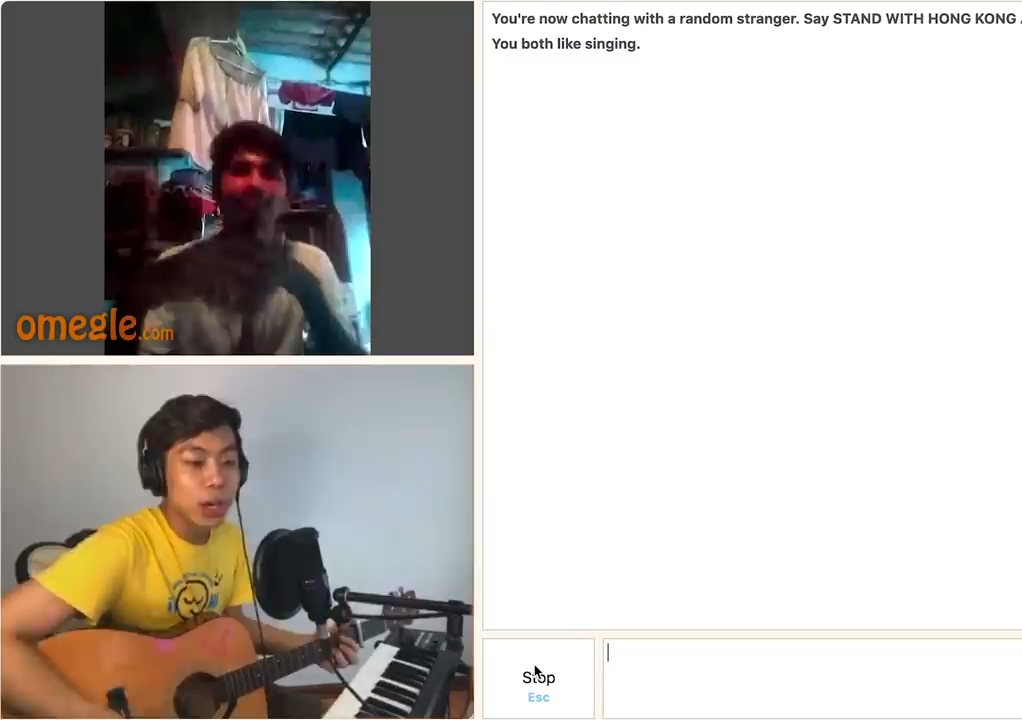 You're now chatting with a random stranger. Say STAND WITH HONG KONG
You both like singing.
omegle.com
Stop
Esc